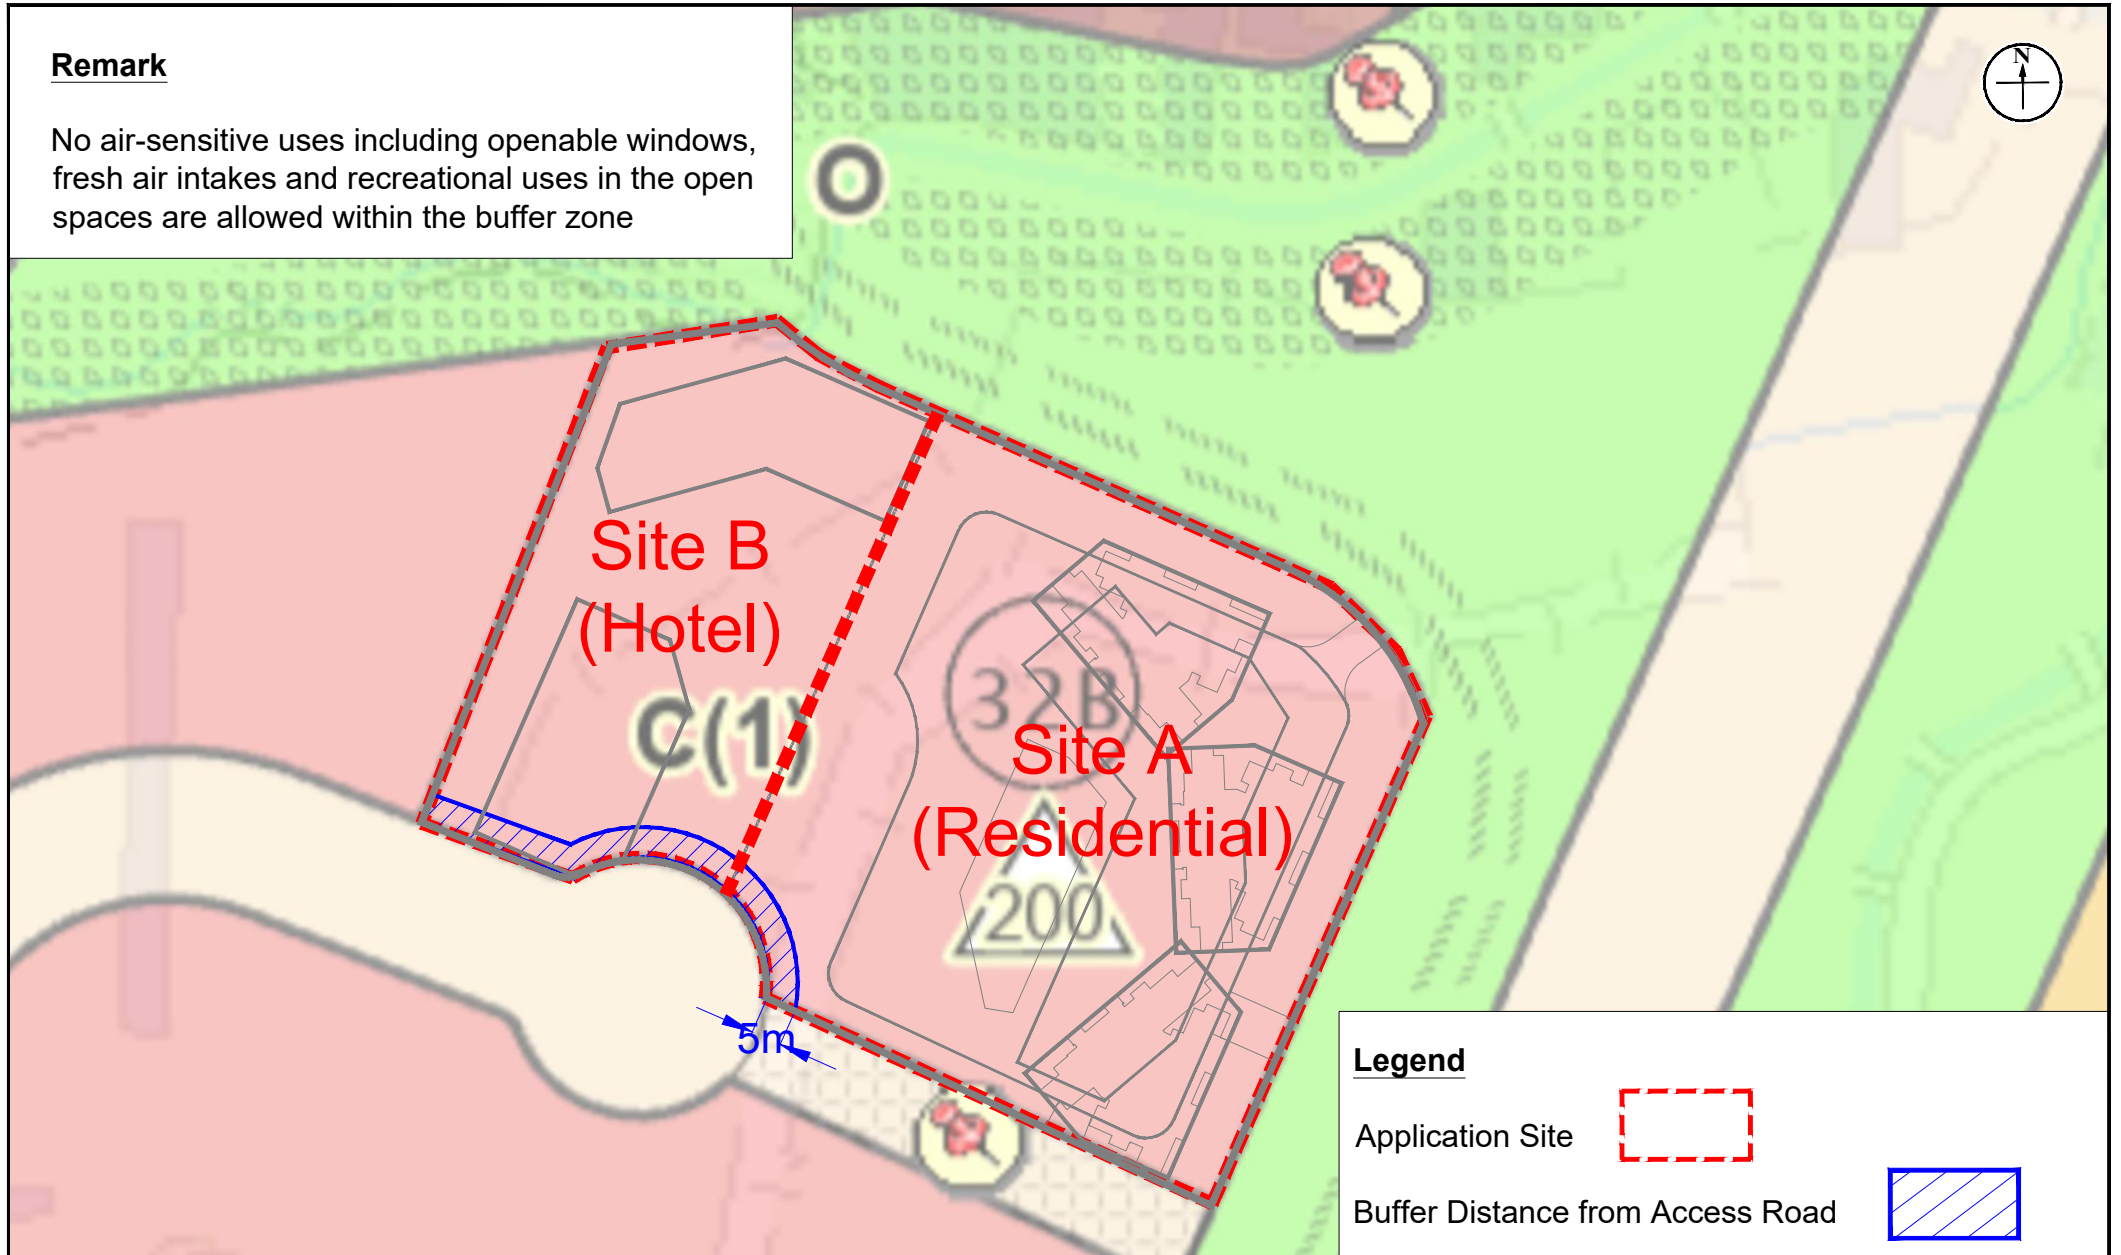 Remark
No air-sensitive uses including openable windows,
fresh air intakes and recreational uses in the open
spaces are allowed within the buffer zone
N
O
Site B
(Hotel)
C(1)
32B
Site A
(Residential)
200
5m
Legend
Application Site
Buffer Distance from Access Road